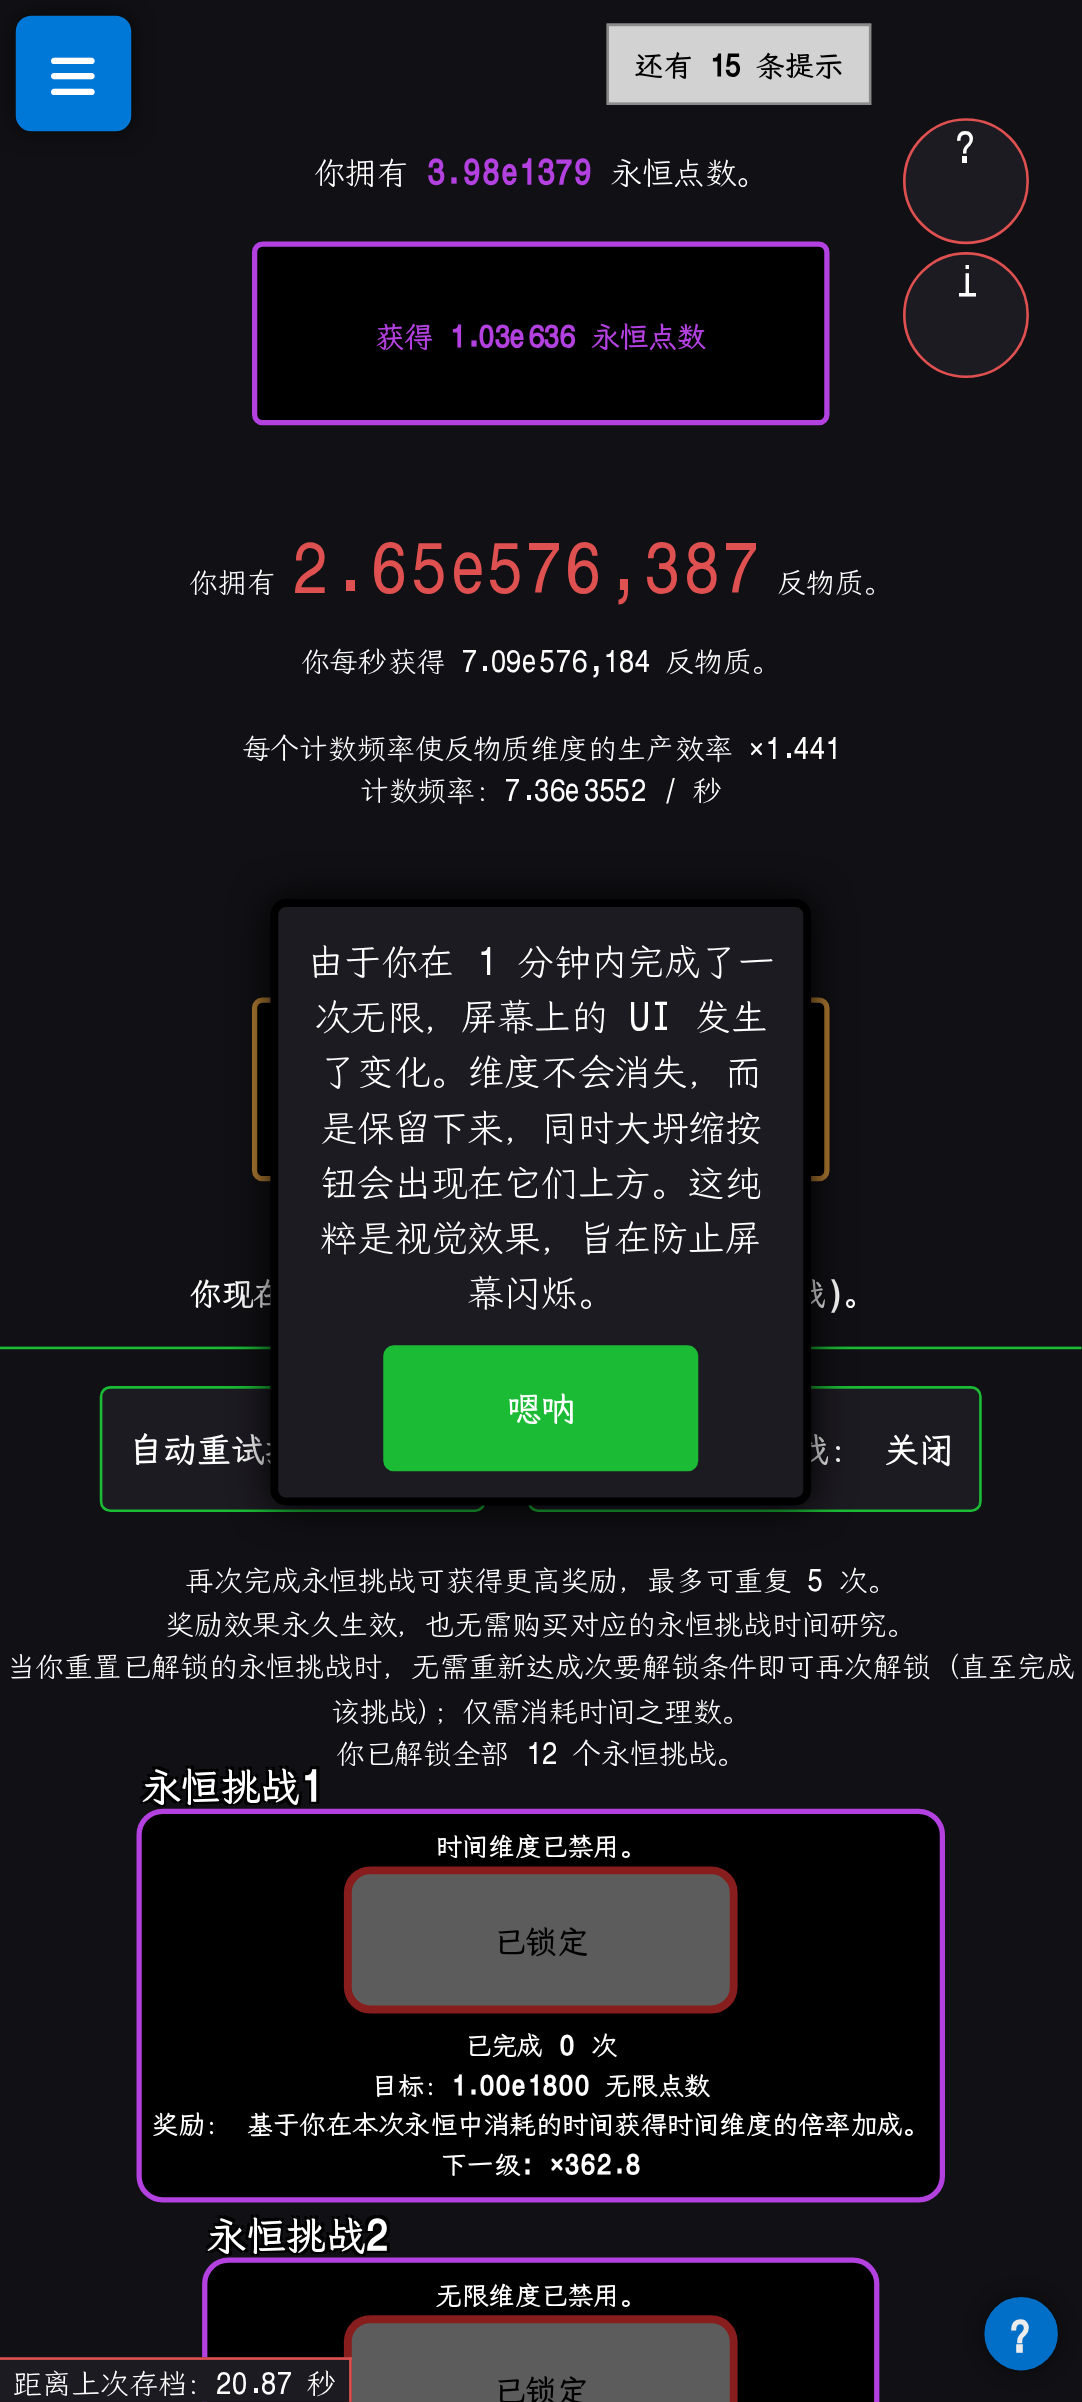 还有 15 条提示
你拥有 3.98e1379 永恒点数。
?
i
获得 1.03e636 永恒点数
你拥有 2.65e576,387 反物质。
你每秒获得 7.09e576,184 反物质。
每个计数频率使反物质维度的生产效率 ×1.441
计数频率: 7.36e3552 / 秒
由于你在 1 分钟内完成了一
次无限, 屏幕上的 UI 发生
了变化。维度不会消失, 而
是保留下来, 同时大坍缩按
钮会出现在它们上方。这纯
粹是视觉效果, 旨在防止屏
幕闪烁。
嗯呐
你现在 )。
自动重试 : 关闭
再次完成永恒挑战可获得更高奖励, 最多可重复 5 次。
奖励效果永久生效, 也无需购买对应的永恒挑战时间研究。
当你重置已解锁的永恒挑战时, 无需重新达成次要解锁条件即可再次解锁 (直至完成
该挑战); 仅需消耗时间之理数。
你已解锁全部 12 个永恒挑战。
永恒挑战1
时间维度已禁用。
已锁定
已完成 0 次
目标: 1.00e1800 无限点数
奖励: 基于你在本次永恒中消耗的时间获得时间维度的倍率加成。
下一级: ×362.8
永恒挑战2
无限维度已禁用。
已锁定
?
距离上次存档: 20.87 秒